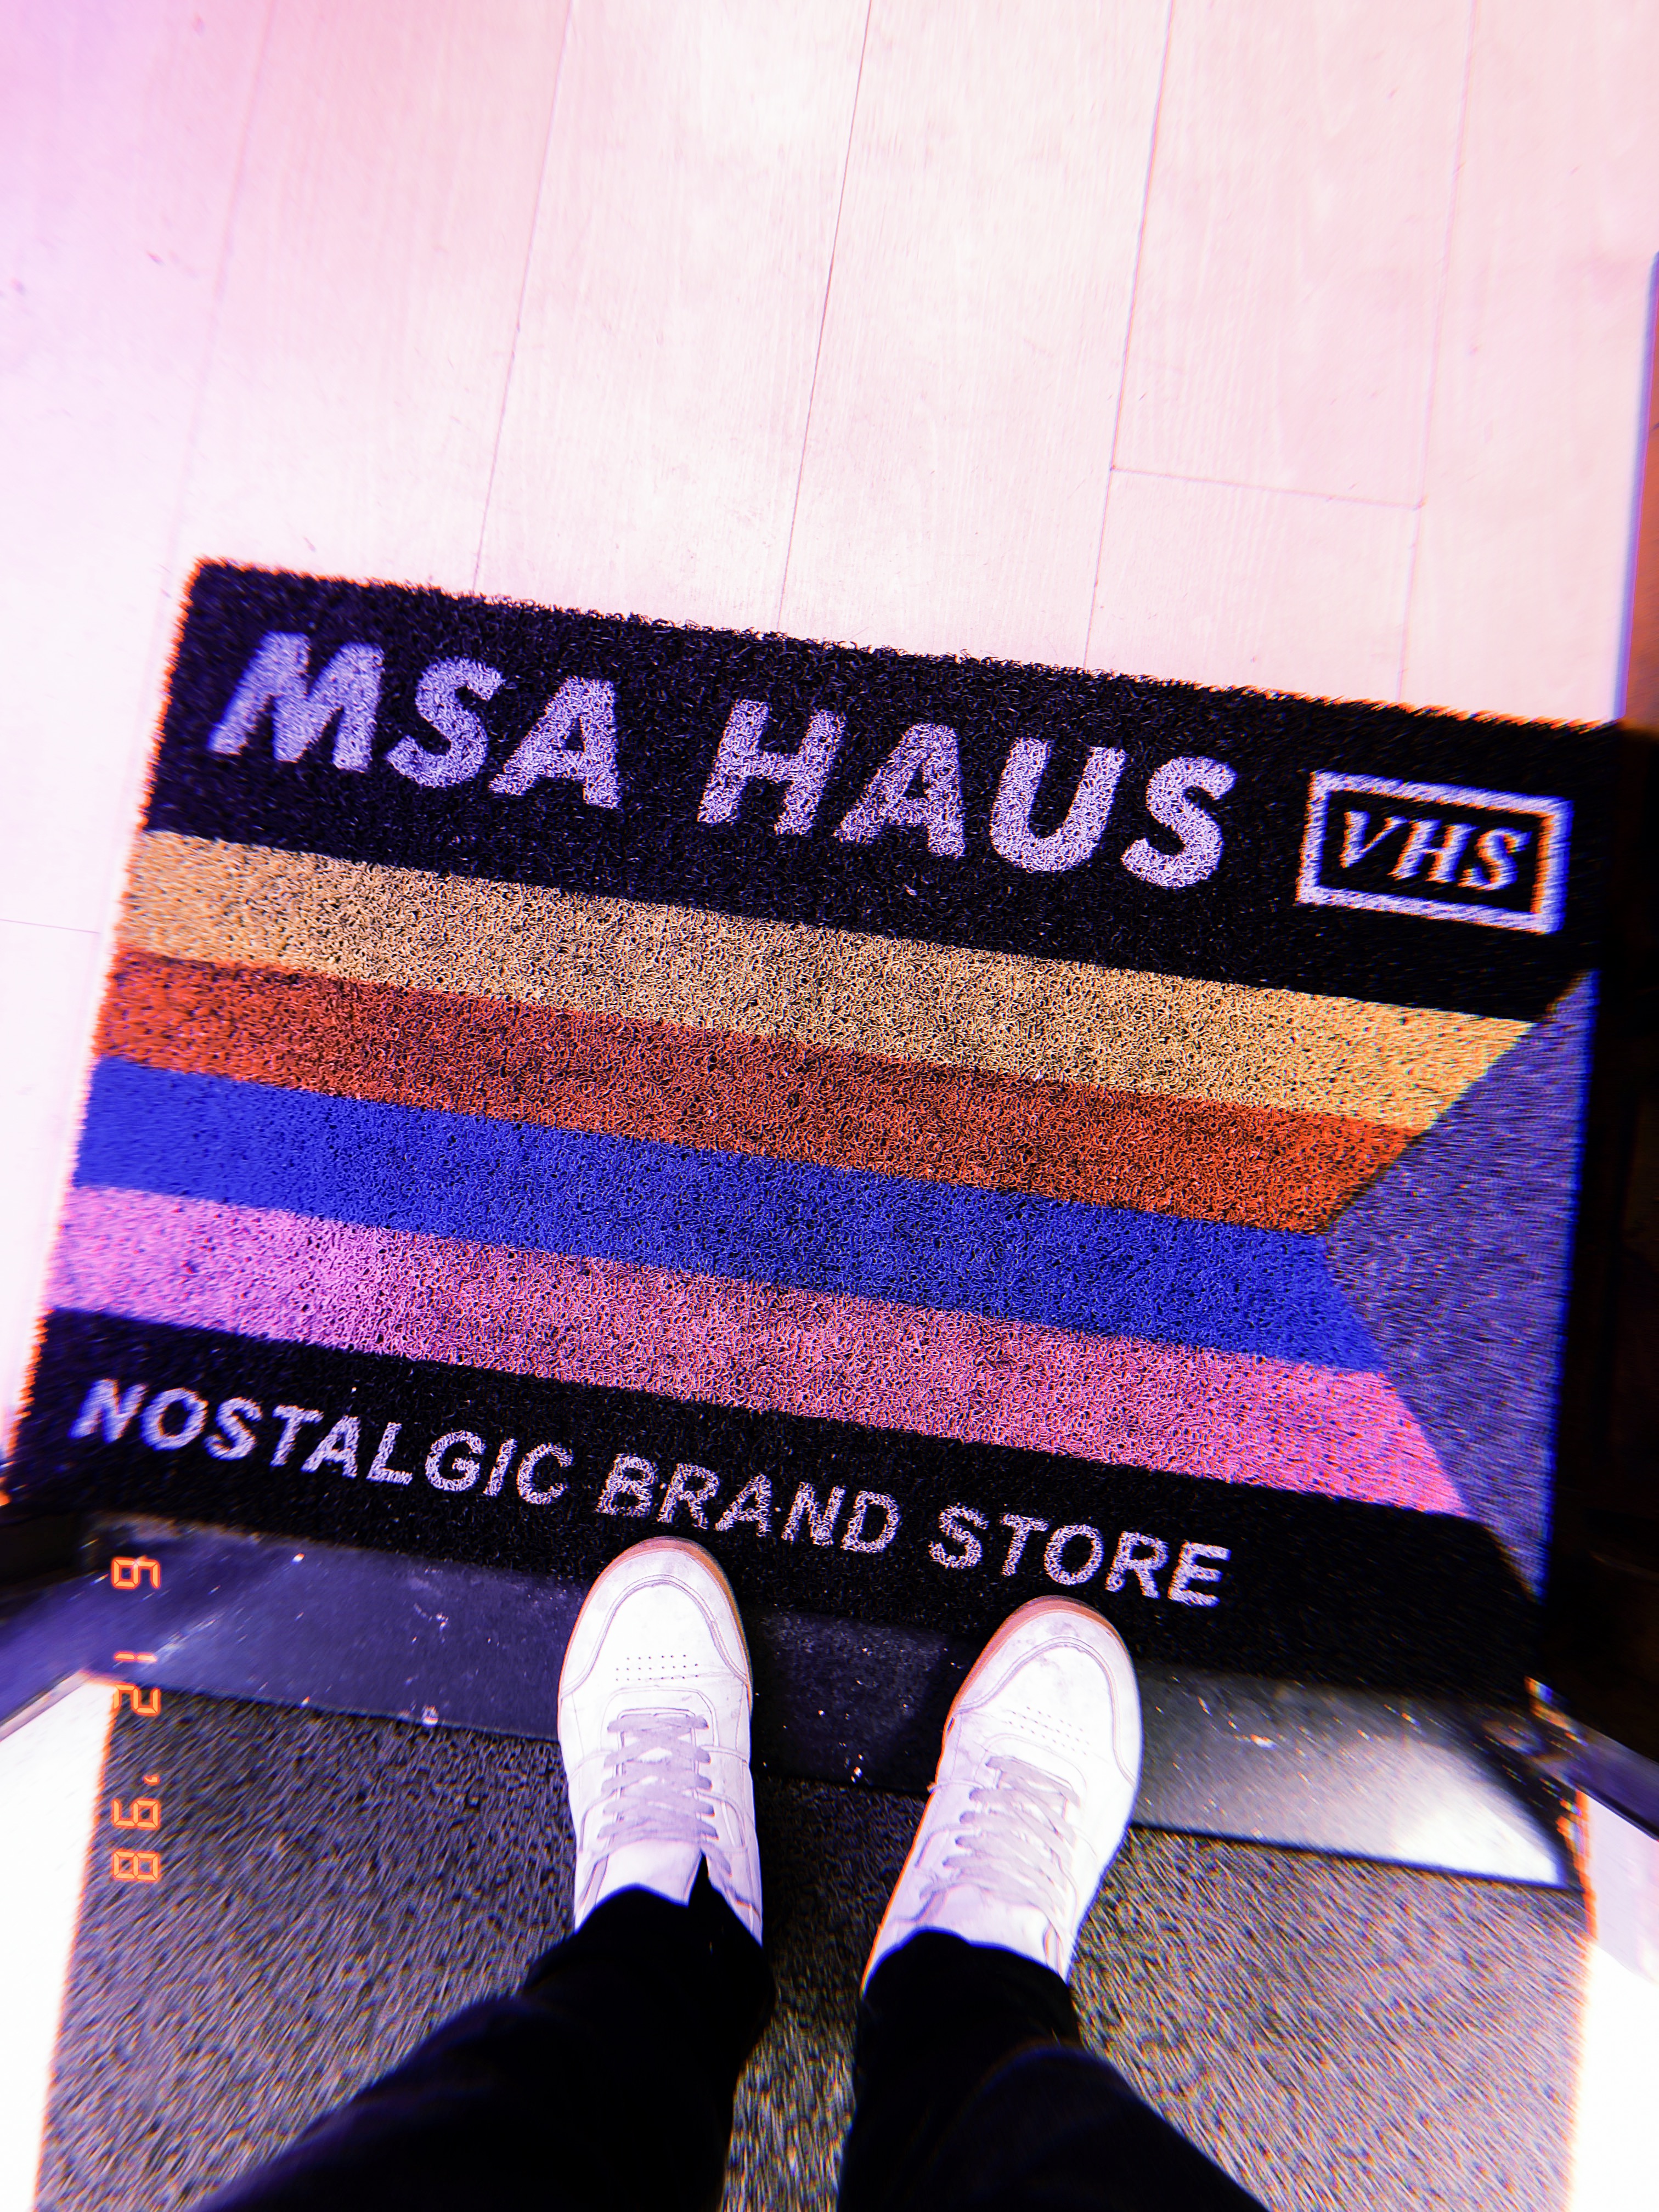 MSA HAUS
VHS
NOSTALGIC BRAND STORE
6 12 '98